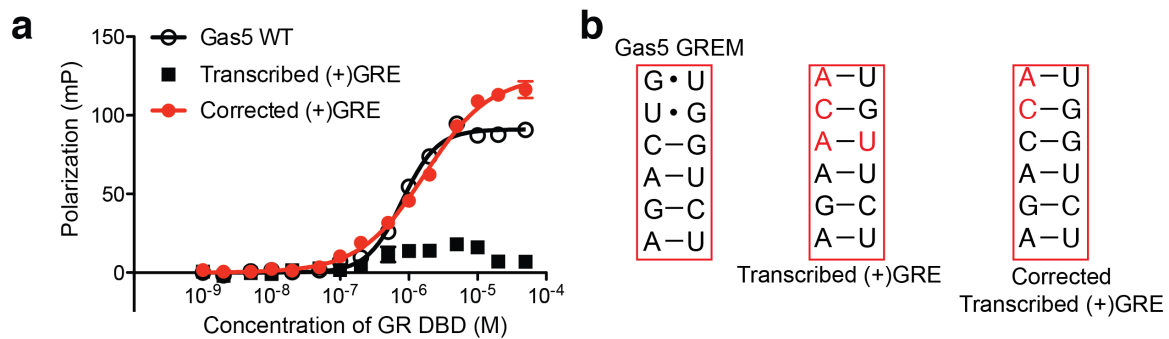 a
150
100
50
0
Polarization (mP)
Gas5 WT
Transcribed (+)GRE
Corrected (+)GRE
10⁻⁹ 10⁻⁸ 10⁻⁷ 10⁻⁶ 10⁻⁵ 10⁻⁴
Concentration of GR DBD (M)
b
Gas5 GREM
G•U
U•G
C–G
A–U
G–C
A–U
A–U
C–G
A–U
A–U
G–C
A–U
Transcribed (+)GRE
A–U
C–G
C–G
A–U
G–C
A–U
Corrected
Transcribed (+)GRE